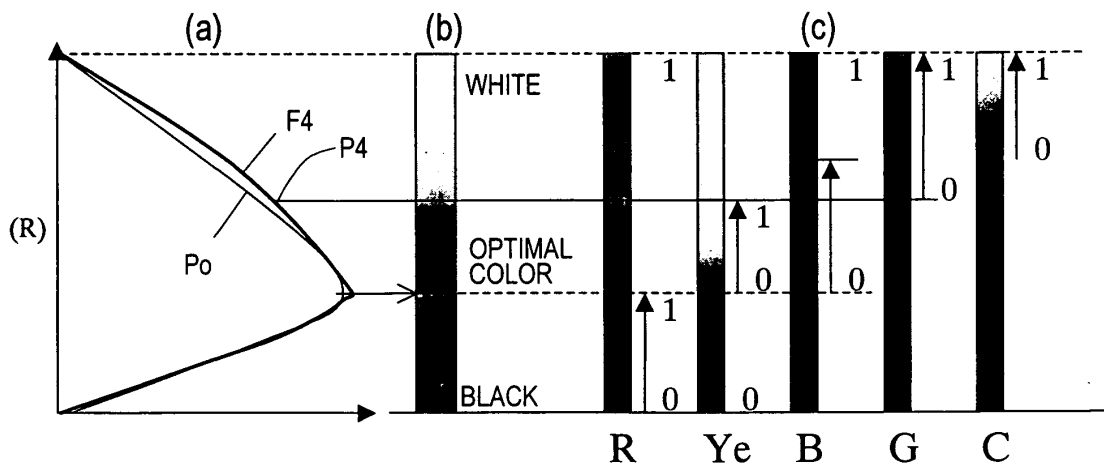 (a) (b) (c)
WHITE 1 1 1 1
F4
P4
0
0
1
(R)
Po
OPTIMAL
COLOR
0 0
1
BLACK
0 0
R Ye B G C